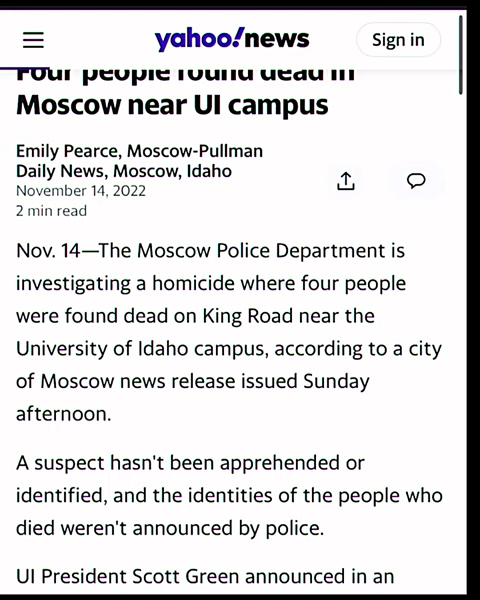 yahoo!news
Sign in
Four people found dead in
Moscow near UI campus
Emily Pearce, Moscow-Pullman
Daily News, Moscow, Idaho
November 14, 2022
2 min read
Nov. 14—The Moscow Police Department is
investigating a homicide where four people
were found dead on King Road near the
University of Idaho campus, according to a city
of Moscow news release issued Sunday
afternoon.
A suspect hasn't been apprehended or
identified, and the identities of the people who
died weren't announced by police.
UI President Scott Green announced in an